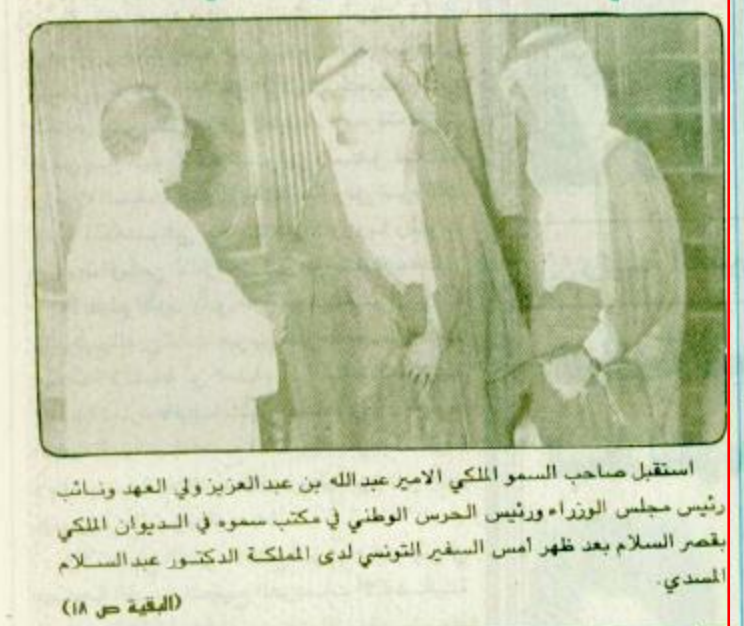 استقبل صاحب السمو الملكي الامير عبدالله بن عبدالعزيز ولي العهد ونائب
رئيس مجلس الوزراء ورئيس الحرس الوطني في مكتب سموه في الديوان الملكي
بقصر السلام بعد ظهر أمس السفير التونسي لدى المملكة الدكتور عبدالسلام
المسدي.
(البقية ص ١٨)